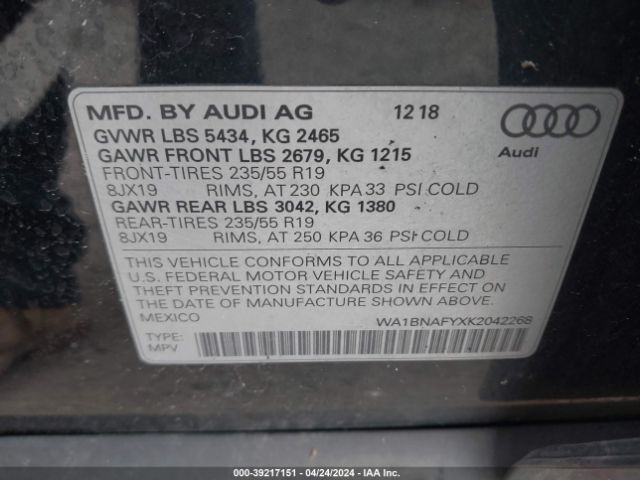 MFD. BY AUDI AG 12 18
GVWR LBS 5434, KG 2465
GAWR FRONT LBS 2679, KG 1215
FRONT-TIRES 235/55 R19
8JX19 RIMS, AT 230 KPA 33 PSI COLD
GAWR REAR LBS 3042, KG 1380
REAR-TIRES 235/55 R19
8JX19 RIMS, AT 250 KPA 36 PSI COLD
Audi
THIS VEHICLE CONFORMS TO ALL APPLICABLE
U.S. FEDERAL MOTOR VEHICLE SAFETY AND
THEFT PREVENTION STANDARDS IN EFFECT ON THE
DATE OF MANUFACTURE SHOWN ABOVE.
MEXICO WA1BNAFYXK2042268
TYPE:
MPV
000-39217151 - 04/24/2024 - IAA Inc.